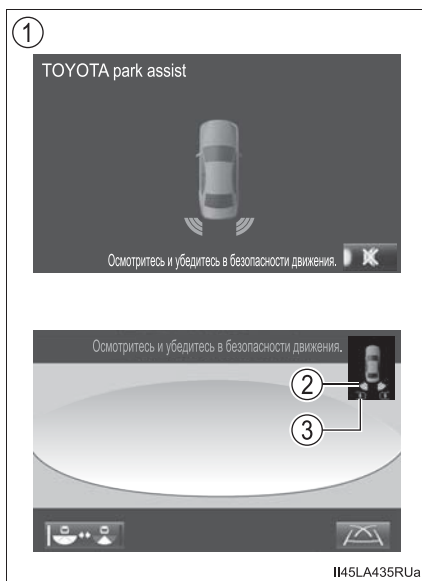 1
TOYOTA park assist
Осмотритесь и убедитесь в безопасности движения.
Осмотритесь и убедитесь в безопасности движения.
2
3
II45LA435RUa